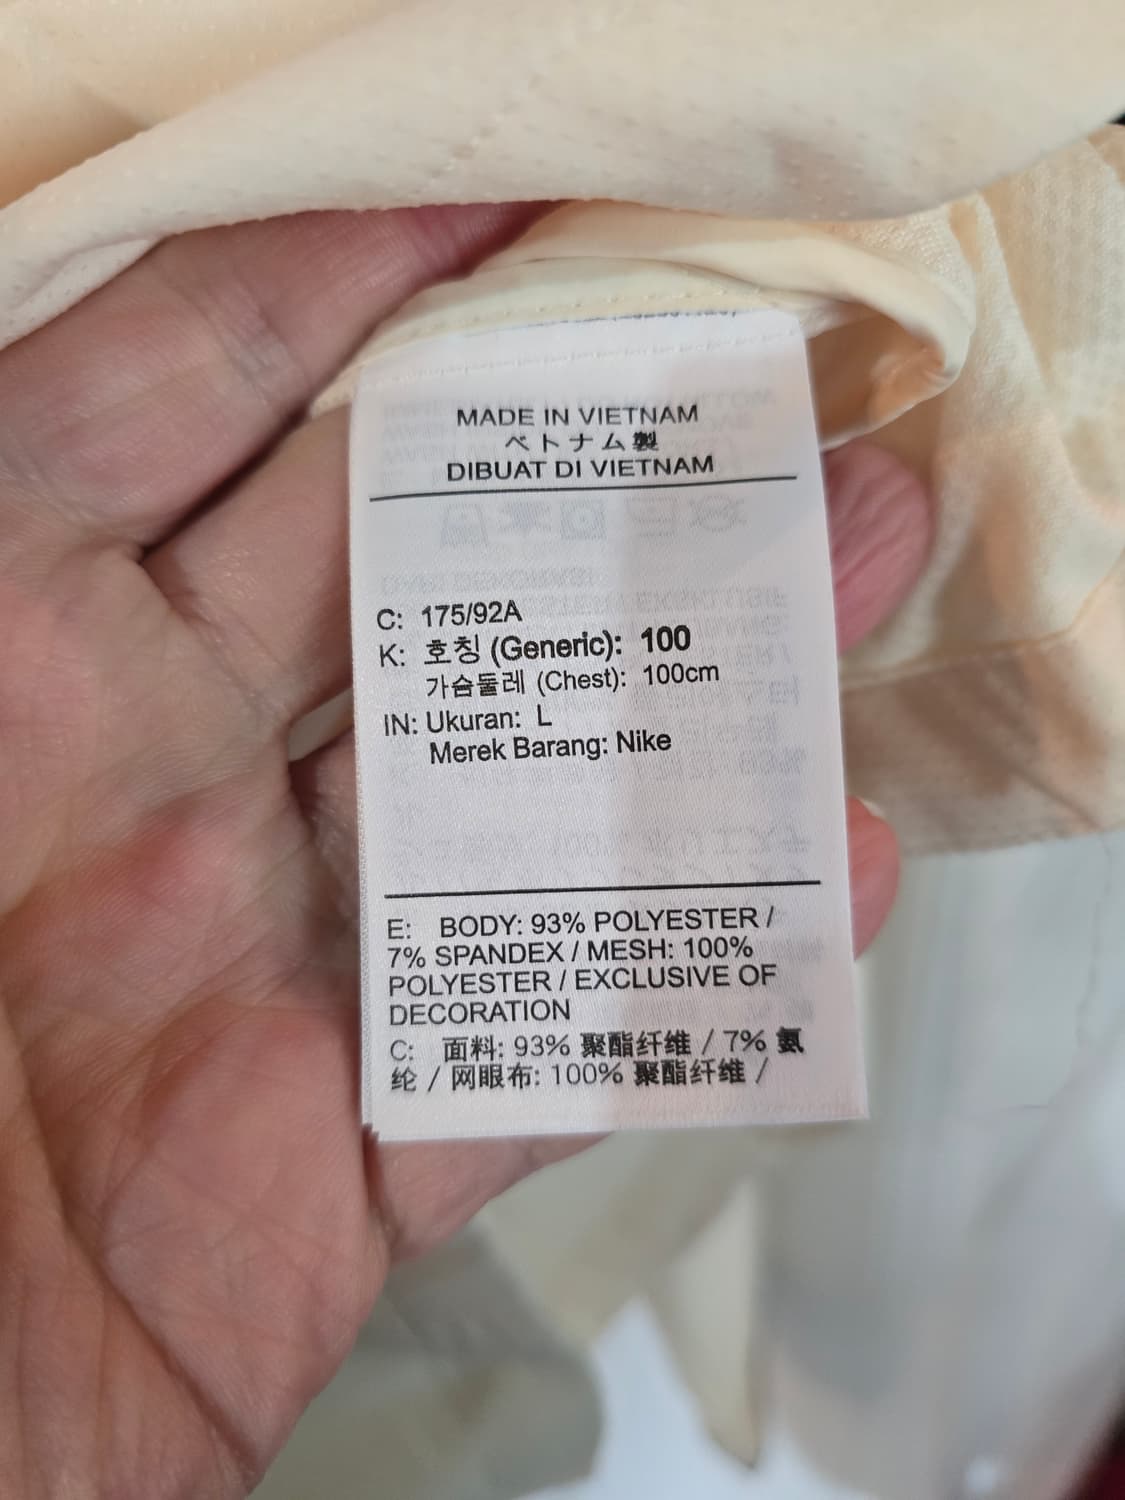 MADE IN VIETNAM
ベトナム製
DIBUAT DI VIETNAM
C: 175/92A
K: 호칭 (Generic): 100
가슴둘레 (Chest): 100cm
IN: Ukuran: L
Merek Barang: Nike
E: BODY: 93% POLYESTER /
7% SPANDEX / MESH: 100%
POLYESTER / EXCLUSIVE OF
DECORATION
C: 面料: 93% 聚酯纤维 / 7% 氨
纶 / 网眼布: 100% 聚酯纤维 /